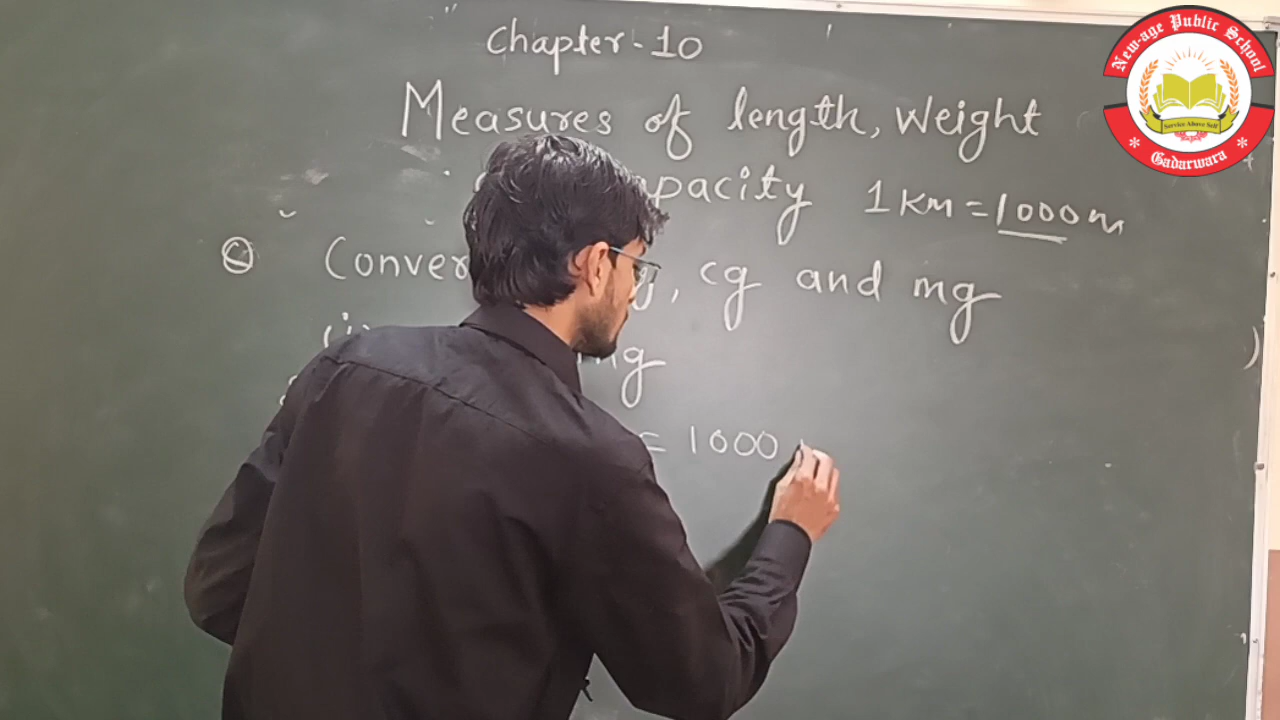 Chapter-10
Measures of length, Weight
pacity 1 KM = 1000 m
Q Conver g, cg and mg
mg
= 1000
New-age Public School
Service Above Self
* Gadarwara *